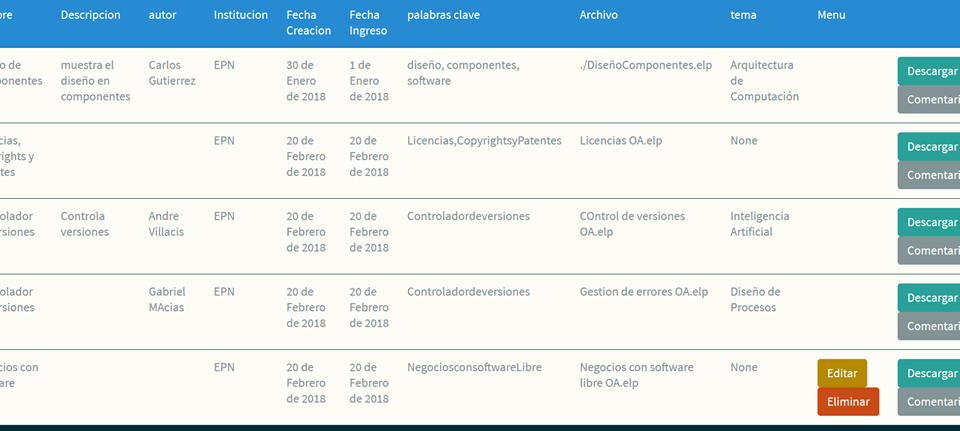 bre Descripcion autor Institucion Fecha Creacion Fecha Ingreso palabras clave Archivo tema Menu
o de ponentes muestra el diseño en componentes Carlos Gutierrez EPN 30 de Enero de 2018 1 de Enero de 2018 diseño, componentes, software ./DiseñoComponentes.elp Arquitectura de Computación Descargar Comentari
cias, rights y tes EPN 20 de Febrero de 2018 20 de Febrero de 2018 Licencias,CopyrightsyPatentes Licencias OA.elp None Descargar Comentari
olador rsiones Controla versiones Andre Villacis EPN 20 de Febrero de 2018 20 de Febrero de 2018 Controladordeversiones COntrol de versiones OA.elp Inteligencia Artificial Descargar Comentari
olador rsiones Gabriel MAcias EPN 20 de Febrero de 2018 20 de Febrero de 2018 Controladordeversiones Gestion de errores OA.elp Diseño de Procesos Descargar Comentari
cios con are EPN 20 de Febrero de 2018 20 de Febrero de 2018 NegociosconsoftwareLibre Negocios con software libre OA.elp None Editar Eliminar Descargar Comentari